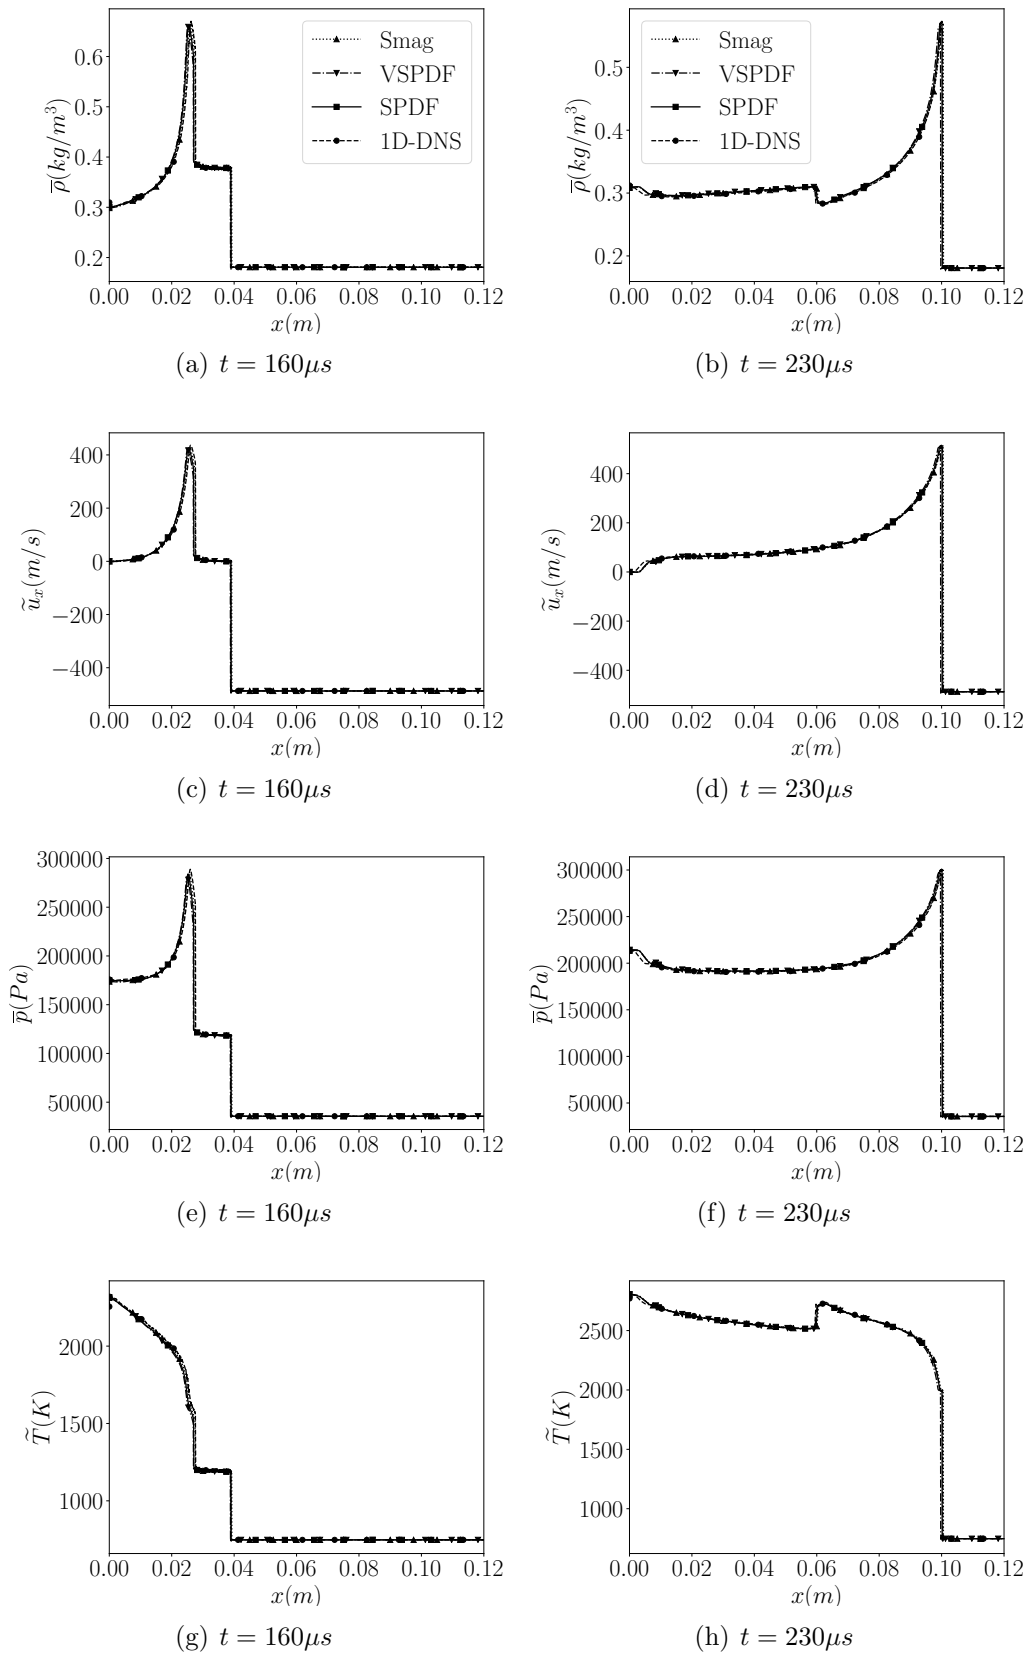 0.6
0.5
0.4
0.3
0.2
ρ̅(kg/m³)
Smag
VSPDF
SPDF
1D-DNS
0.00 0.02 0.04 0.06 0.08 0.10 0.12
x(m)
(a) t = 160μs
0.5
0.4
0.3
0.2
ρ̅(kg/m³)
Smag
VSPDF
SPDF
1D-DNS
0.00 0.02 0.04 0.06 0.08 0.10 0.12
x(m)
(b) t = 230μs
400
200
0
−200
−400
ũₓ(m/s)
0.00 0.02 0.04 0.06 0.08 0.10 0.12
x(m)
(c) t = 160μs
400
200
0
−200
−400
ũₓ(m/s)
0.00 0.02 0.04 0.06 0.08 0.10 0.12
x(m)
(d) t = 230μs
300000
250000
200000
150000
100000
50000
p̅(Pa)
0.00 0.02 0.04 0.06 0.08 0.10 0.12
x(m)
(e) t = 160μs
300000
250000
200000
150000
100000
50000
p̅(Pa)
0.00 0.02 0.04 0.06 0.08 0.10 0.12
x(m)
(f) t = 230μs
2000
1500
1000
T̃(K)
0.00 0.02 0.04 0.06 0.08 0.10 0.12
x(m)
(g) t = 160μs
2500
2000
1500
1000
T̃(K)
0.00 0.02 0.04 0.06 0.08 0.10 0.12
x(m)
(h) t = 230μs